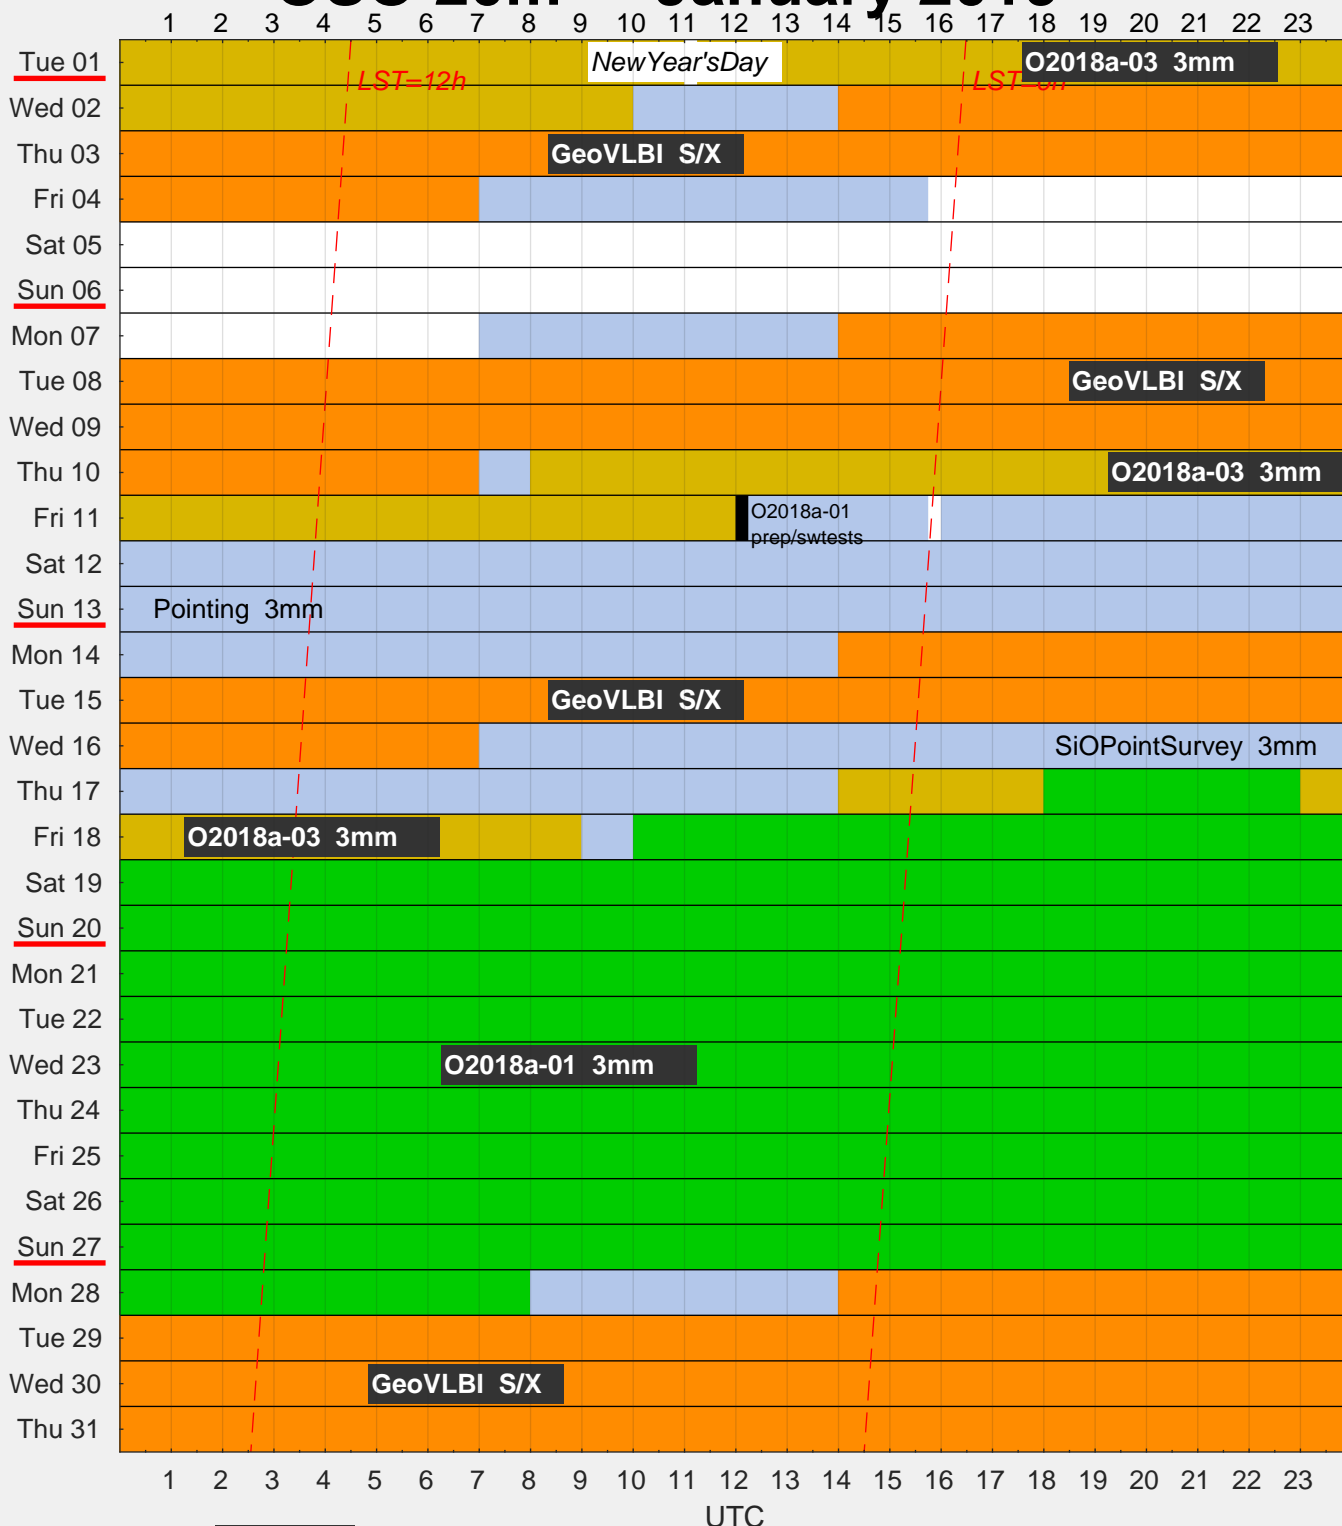 1 2 3 4 5 6 7 8 9 10 11 12 13 14 15 16 17 18 19 20 21 22 23
Tue 01 NewYear'sDay O2018a-03 3mm
LST=12h
Wed 02
Thu 03 GeoVLBI S/X
Fri 04
Sat 05
Sun 06
Mon 07
Tue 08 GeoVLBI S/X
Wed 09
Thu 10 O2018a-03 3mm
Fri 11 O2018a-01
prep/swtests
Sat 12
Sun 13 Pointing 3mm
Mon 14
Tue 15 GeoVLBI S/X
Wed 16 SiOPointSurvey 3mm
Thu 17
Fri 18 O2018a-03 3mm
Sat 19
Sun 20
Mon 21
Tue 22
Wed 23 O2018a-01 3mm
Thu 24
Fri 25
Sat 26
Sun 27
Mon 28
Tue 29
Wed 30 GeoVLBI S/X
Thu 31
1 2 3 4 5 6 7 8 9 10 11 12 13 14 15 16 17 18 19 20 21 22 23
UTC